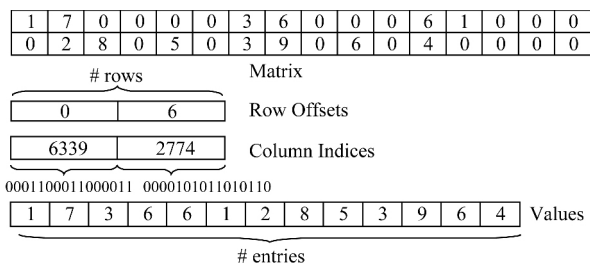 1 7 0 0 0 0 3 6 0 0 0 6 1 0 0 0
0 2 8 0 5 0 3 9 0 6 0 4 0 0 0 0
Matrix
# rows
0 6 Row Offsets
6339 2774 Column Indices
0001100011000011 0000101011010110
1 7 3 6 6 1 2 8 5 3 9 6 4 Values
# entries